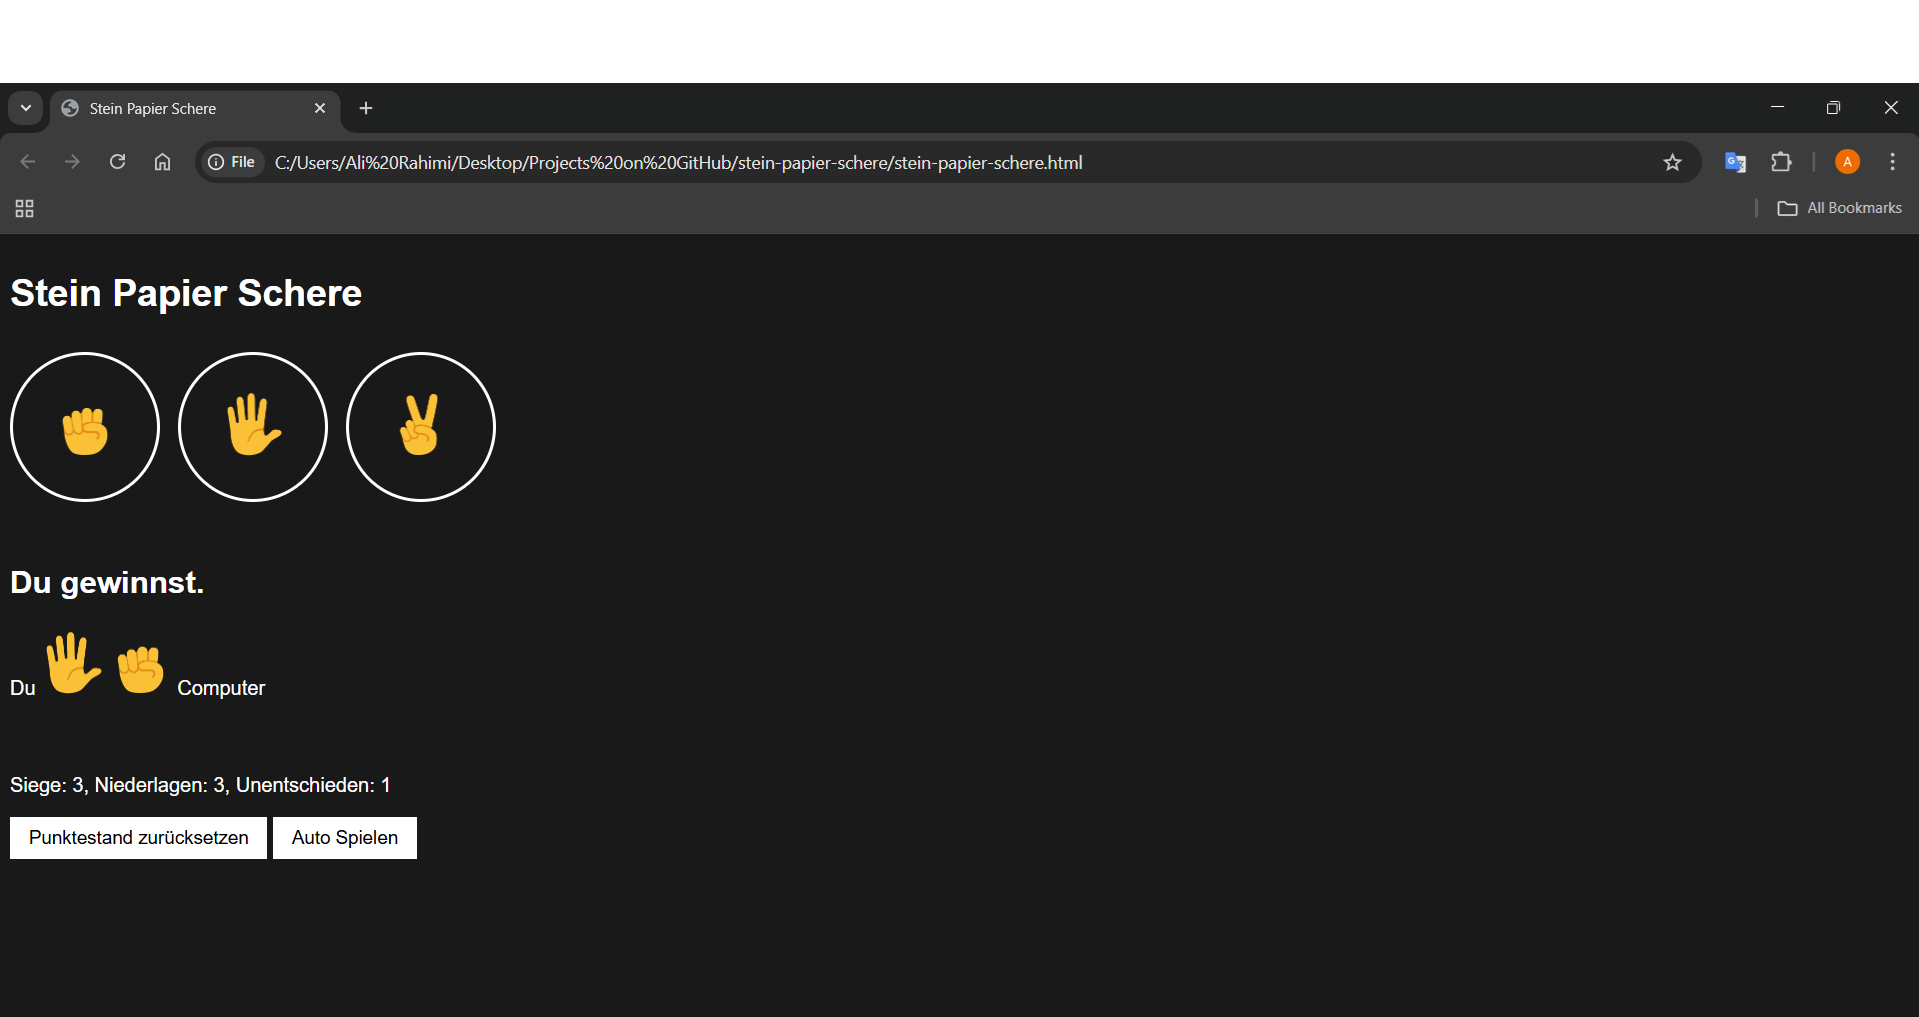 Stein Papier Schere
File C:/Users/Ali%20Rahimi/Desktop/Projects%20on%20GitHub/stein-papier-schere/stein-papier-schere.html
A
All Bookmarks
Stein Papier Schere
Du gewinnst.
Du Computer
Siege: 3, Niederlagen: 3, Unentschieden: 1
Punktestand zurücksetzen Auto Spielen